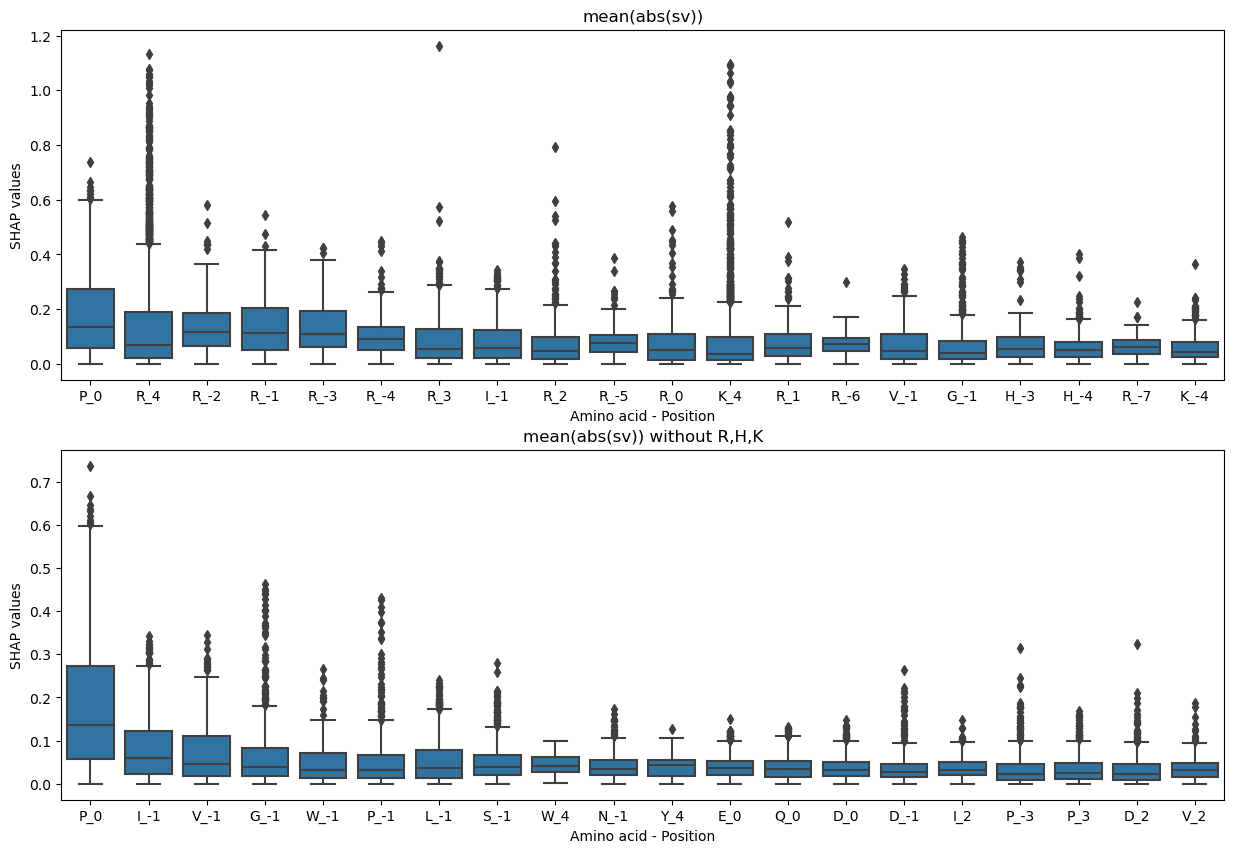 mean(abs(sv))
1.2
1.0
0.8
0.6
0.4
0.2
0.0
SHAP values
P_0 R_4 R_-2 R_-1 R_-3 R_-4 R_3 I_-1 R_2 R_-5 R_0 K_4 R_1 R_-6 V_-1 G_-1 H_-3 H_-4 R_-7 K_-4
Amino acid - Position
mean(abs(sv)) without R,H,K
0.7
0.6
0.5
0.4
0.3
0.2
0.1
0.0
SHAP values
P_0 I_-1 V_-1 G_-1 W_-1 P_-1 L_-1 S_-1 W_4 N_-1 Y_4 E_0 Q_0 D_0 D_-1 I_2 P_-3 P_3 D_2 V_2
Amino acid - Position